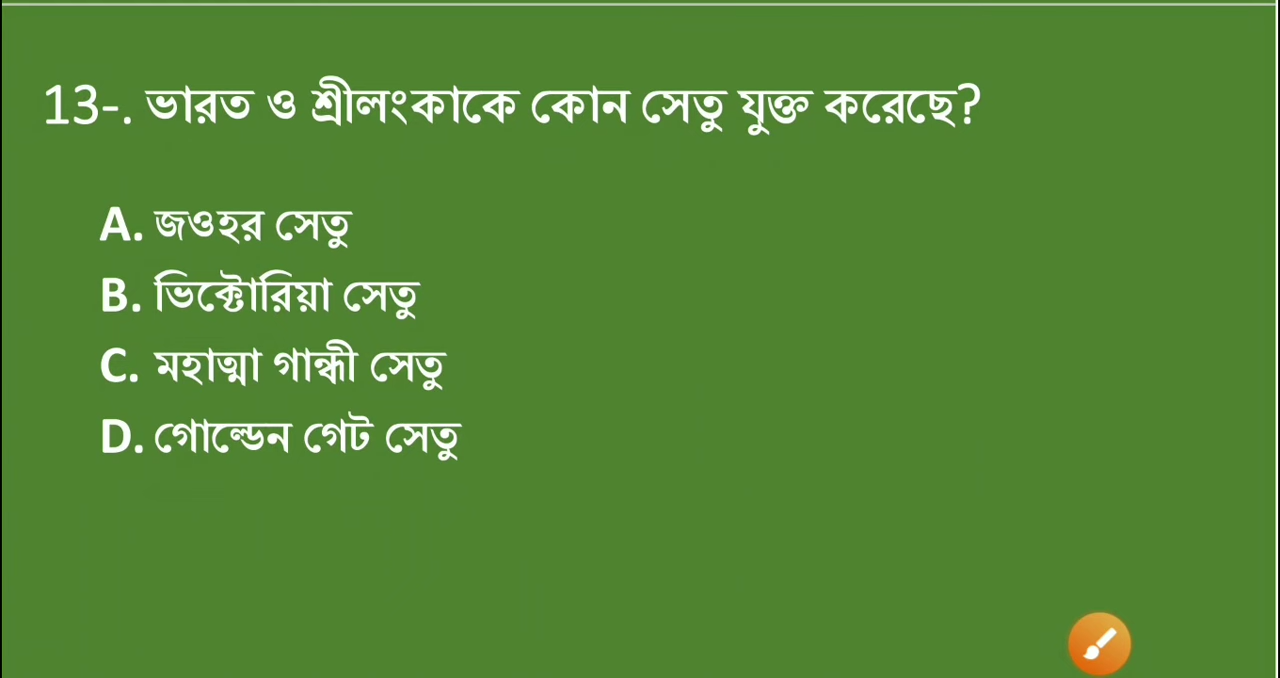 13-. ভারত ও শ্রীলংকাকে কোন সেতু যুক্ত করেছে?
A. জওহর সেতু
B. ভিক্টোরিয়া সেতু
C. মহাত্মা গান্ধী সেতু
D. গোল্ডেন গেট সেতু